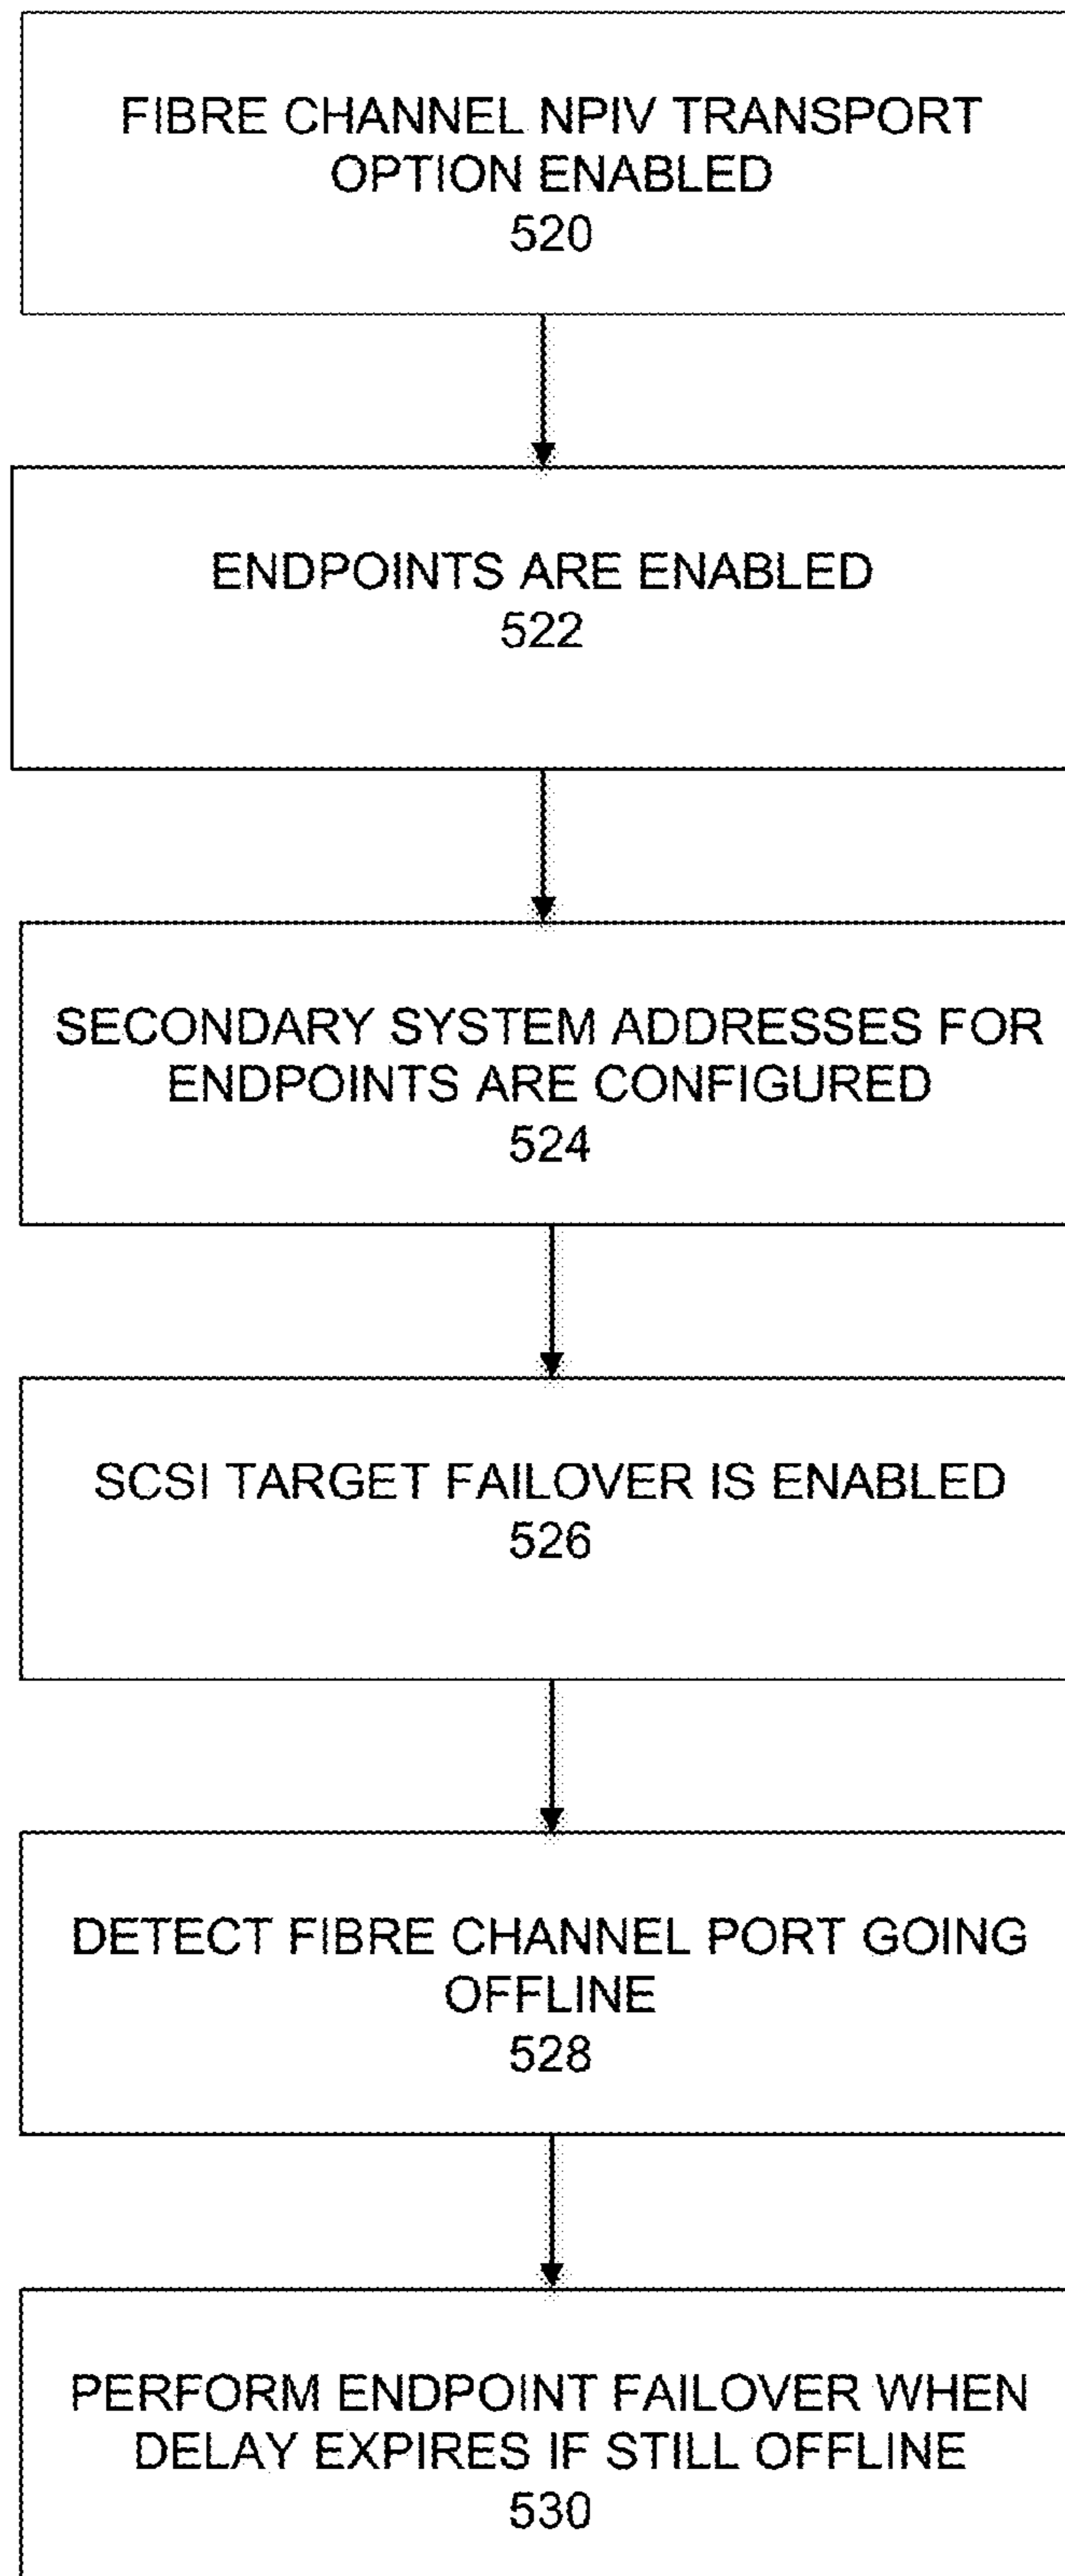 FIBRE CHANNEL NPIV TRANSPORT
OPTION ENABLED
520
ENDPOINTS ARE ENABLED
522
SECONDARY SYSTEM ADDRESSES FOR
ENDPOINTS ARE CONFIGURED
524
SCSI TARGET FAILOVER IS ENABLED
526
DETECT FIBRE CHANNEL PORT GOING
OFFLINE
528
PERFORM ENDPOINT FAILOVER WHEN
DELAY EXPIRES IF STILL OFFLINE
530